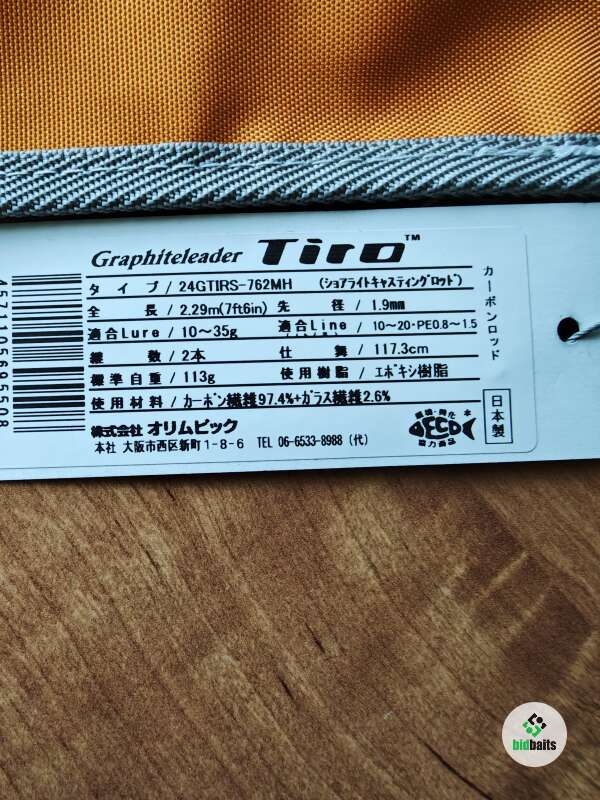 Graphiteleader Tiro™
タイプ / 24GTIRS-762MH (ショアライトキャスティングロッド)
全長 / 2.29m(7ft6in) 先径 / 1.9mm
適合Lure / 10～35g 適合Line / 10～20・PE0.8～1.5
継数 / 2本 仕舞 / 117.3cm
標準自重 / 113g 使用樹脂 / エポキシ樹脂
使用材料 / カーボン繊維97.4%+ガラス繊維2.6%
株式会社 オリムピック
本社 大阪市西区新町1-8-6 TEL 06-6533-8988 (代)
カーボンロッド
日本製
ECO
4571105695508
bidbaits